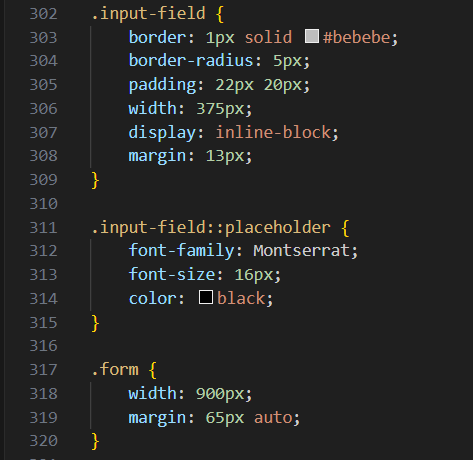 302 .input-field {
303     border: 1px solid #bebebe;
304     border-radius: 5px;
305     padding: 22px 20px;
306     width: 375px;
307     display: inline-block;
308     margin: 13px;
309 }
310
311 .input-field::placeholder {
312     font-family: Montserrat;
313     font-size: 16px;
314     color: black;
315 }
316
317 .form {
318     width: 900px;
319     margin: 65px auto;
320 }